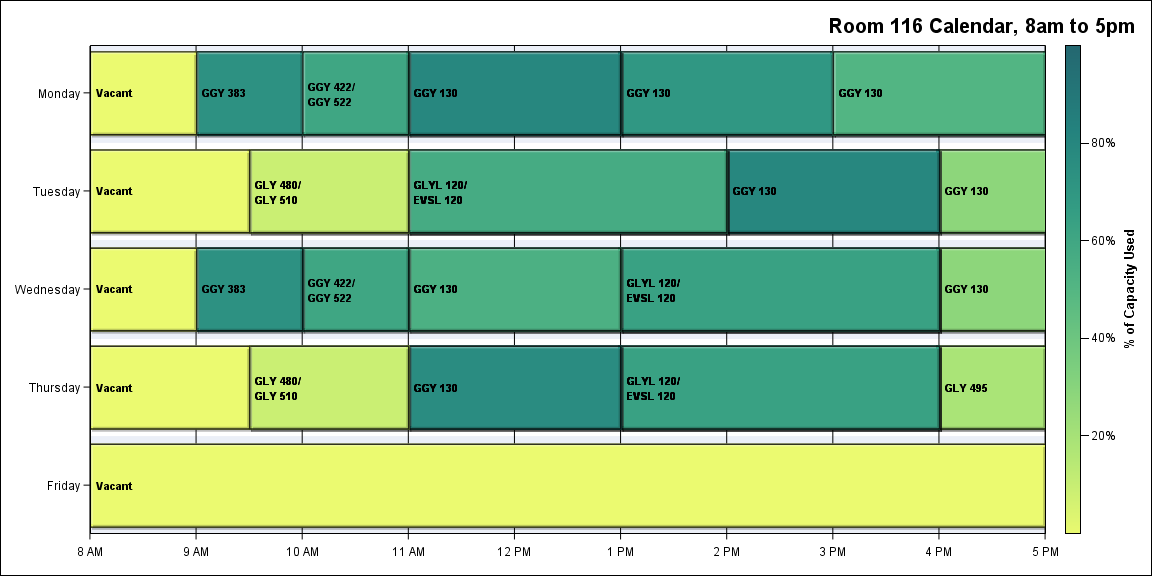 Room 116 Calendar, 8am to 5pm
Monday
Vacant
GGY 383
GGY 422/
GGY 522
GGY 130
GGY 130
GGY 130
Tuesday
Vacant
GLY 480/
GLY 510
GLYL 120/
EVSL 120
GGY 130
GGY 130
Wednesday
Vacant
GGY 383
GGY 422/
GGY 522
GGY 130
GLYL 120/
EVSL 120
GGY 130
Thursday
Vacant
GLY 480/
GLY 510
GGY 130
GLYL 120/
EVSL 120
GLY 495
Friday
Vacant
8 AM
9 AM
10 AM
11 AM
12 PM
1 PM
2 PM
3 PM
4 PM
5 PM
80%
60%
40%
20%
% of Capacity Used